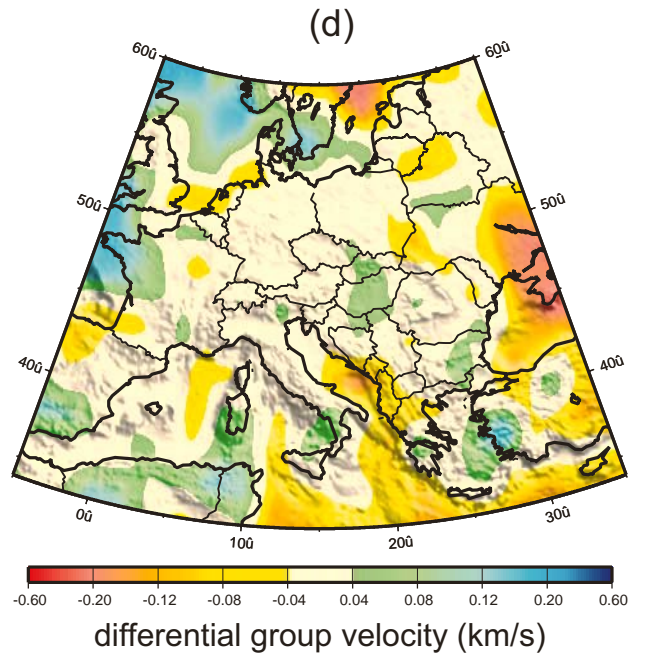 (d)
60û 60û
50û 50û
40û 40û
0û 10û 20û 30û
-0.60 -0.20 -0.12 -0.08 -0.04 0.04 0.08 0.12 0.20 0.60
differential group velocity (km/s)